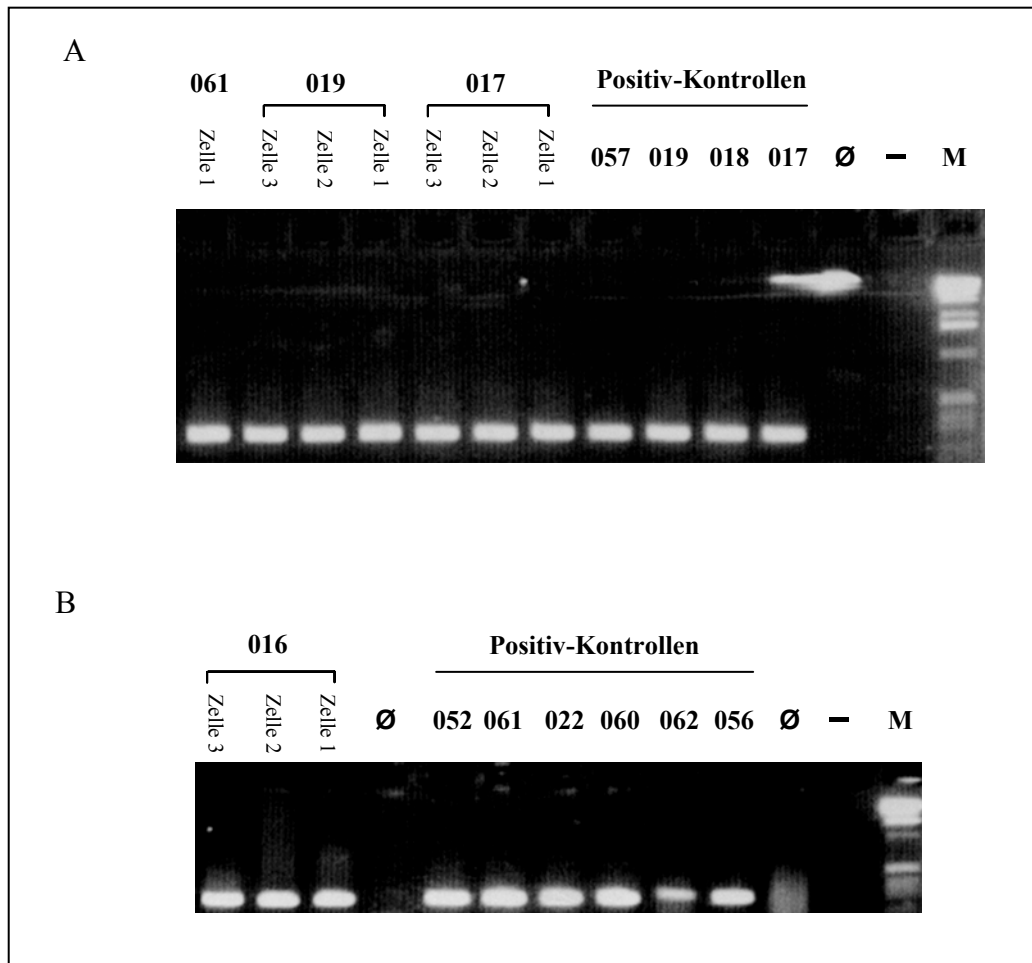 A
061 019 017 Positiv-Kontrollen
Zelle 1 Zelle 3 Zelle 2 Zelle 1 Zelle 3 Zelle 2 Zelle 1 057 019 018 017 Ø – M
B
016 Positiv-Kontrollen
Zelle 3 Zelle 2 Zelle 1 Ø 052 061 022 060 062 056 Ø – M